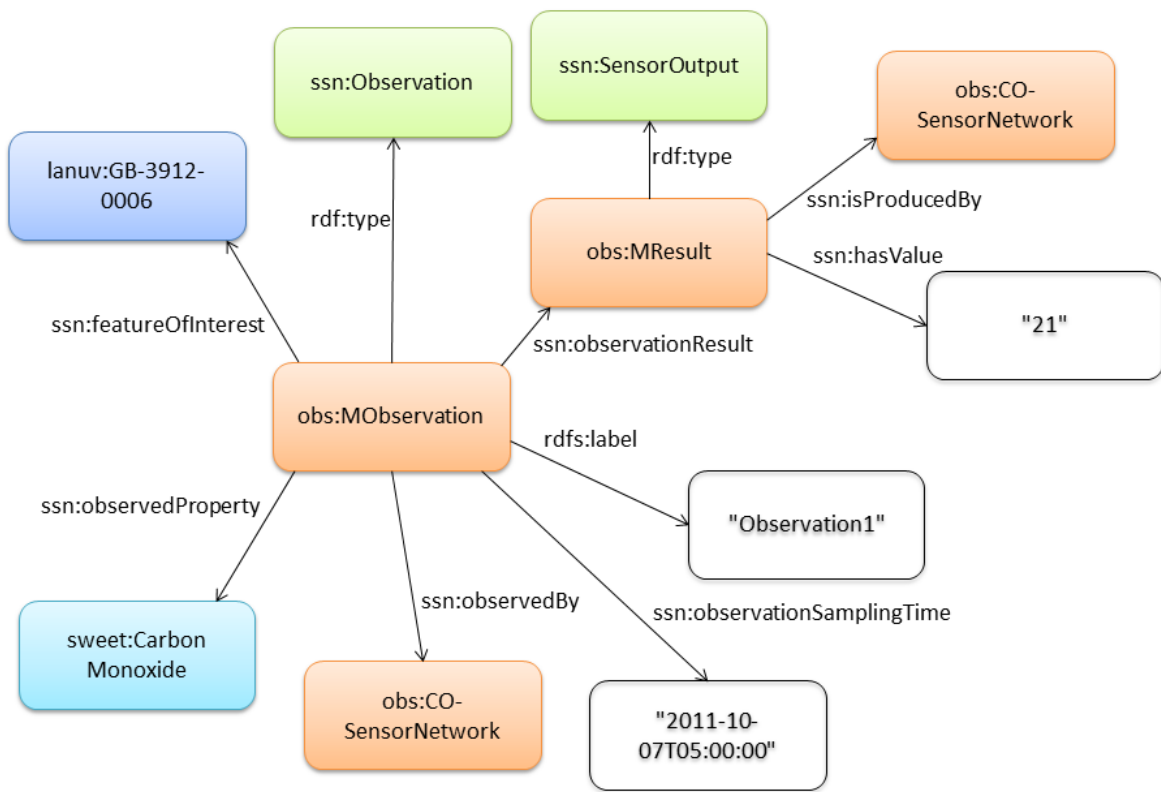 ssn:Observation
ssn:SensorOutput
obs:CO-
SensorNetwork
lanuv:GB-3912-
0006
rdf:type
rdf:type
ssn:isProducedBy
obs:MResult
ssn:hasValue
"21"
ssn:featureOfInterest
ssn:observationResult
obs:MObservation
rdfs:label
ssn:observedProperty
"Observation1"
ssn:observedBy
ssn:observationSamplingTime
sweet:Carbon
Monoxide
obs:CO-
SensorNetwork
"2011-10-
07T05:00:00"